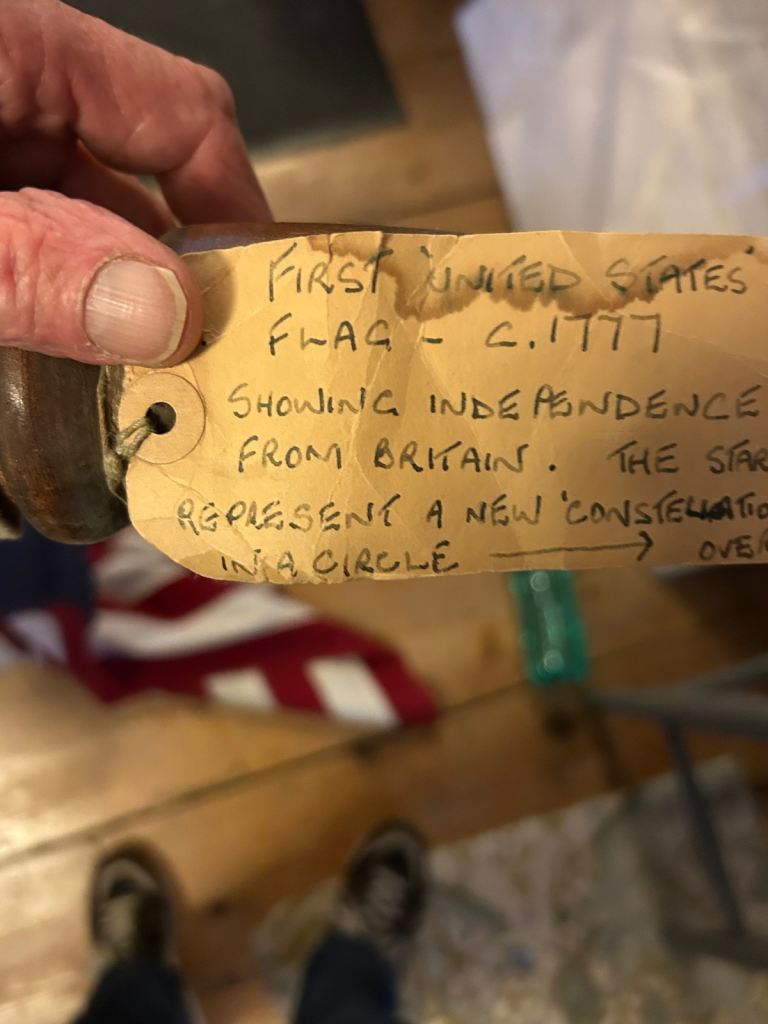 FIRST 'UNITED STATES'
FLAG - C.1777
SHOWING INDEPENDENCE
FROM BRITAIN. THE STAR
REPRESENT A NEW 'CONSTELLATIO
IN A CIRCLE → OVER